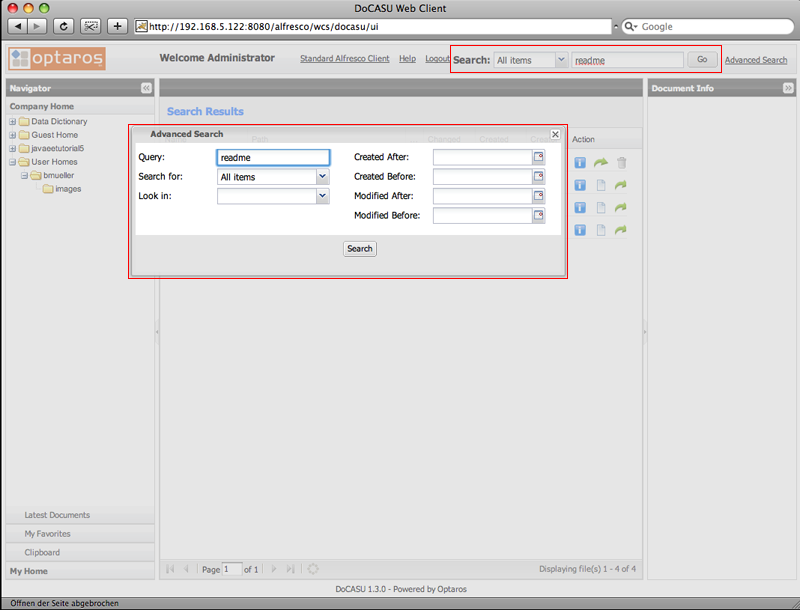 DoCASU Web Client
http://192.168.5.122:8080/alfresco/wcs/docasu/ui
Google
optaros
Welcome Administrator
Standard Alfresco Client
Help
Logout
Search:
All items
readme
Go
Advanced Search
Navigator
Document Info
Company Home
Data Dictionary
Guest Home
javaeetutorial5
User Homes
bmueller
images
Search Results
Path
Changed
Created
Action
Advanced Search
Query:
readme
Created After:
Search for:
All items
Created Before:
Look in:
Modified After:
Modified Before:
Search
Latest Documents
My Favorites
Clipboard
My Home
Page 1 of 1
Displaying file(s) 1 - 4 of 4
DoCASU 1.3.0 - Powered by Optaros
Öffnen der Seite abgebrochen